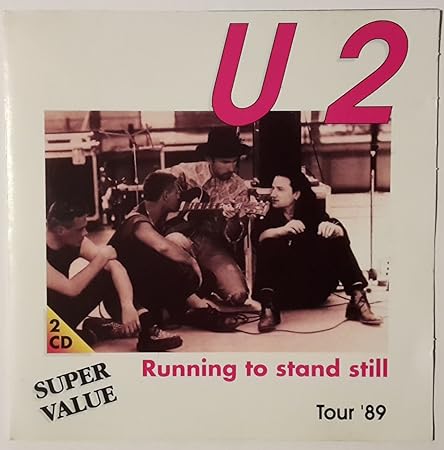 U 2
2
CD
Running to stand still
SUPER
VALUE
Tour '89